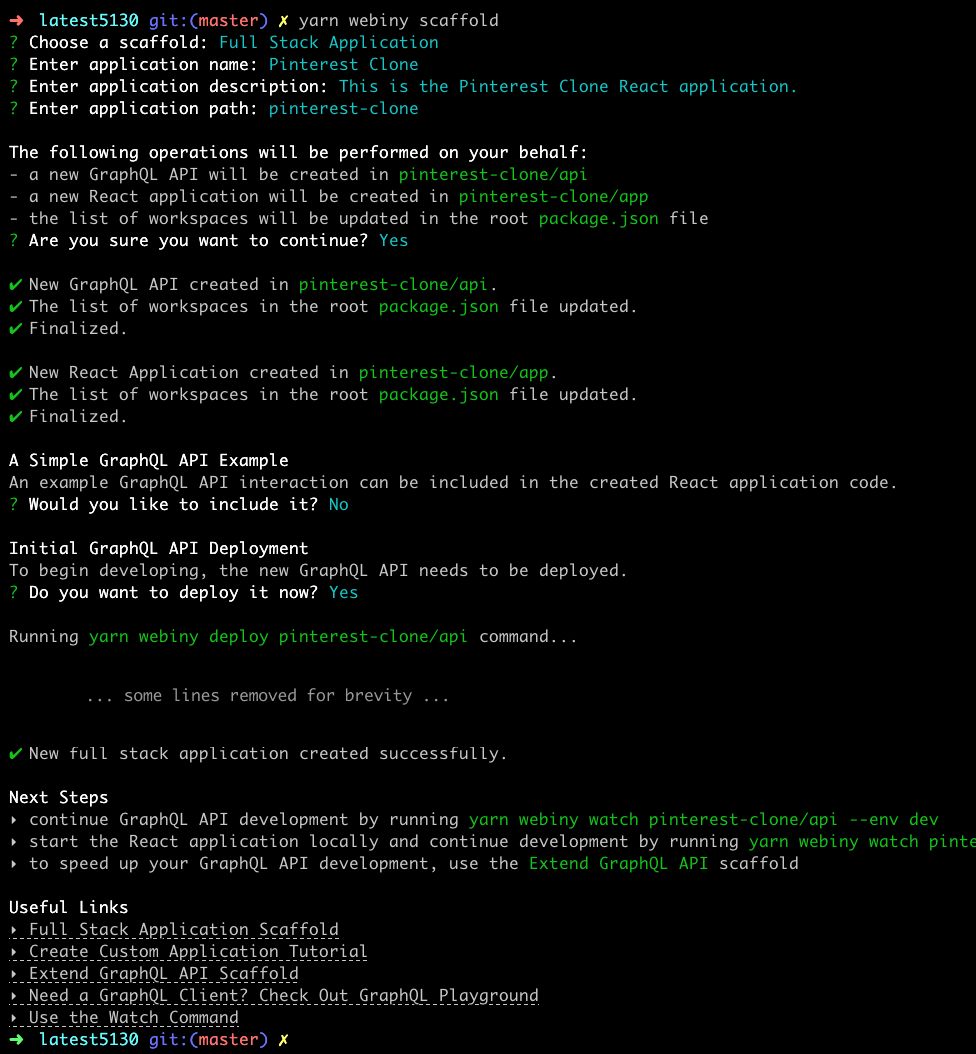 ➜ latest5130 git:(master) ✗ yarn webiny scaffold
? Choose a scaffold: Full Stack Application
? Enter application name: Pinterest Clone
? Enter application description: This is the Pinterest Clone React application.
? Enter application path: pinterest-clone
The following operations will be performed on your behalf:
- a new GraphQL API will be created in pinterest-clone/api
- a new React application will be created in pinterest-clone/app
- the list of workspaces will be updated in the root package.json file
? Are you sure you want to continue? Yes
✔ New GraphQL API created in pinterest-clone/api.
✔ The list of workspaces in the root package.json file updated.
✔ Finalized.
✔ New React Application created in pinterest-clone/app.
✔ The list of workspaces in the root package.json file updated.
✔ Finalized.
A Simple GraphQL API Example
An example GraphQL API interaction can be included in the created React application code.
? Would you like to include it? No
Initial GraphQL API Deployment
To begin developing, the new GraphQL API needs to be deployed.
? Do you want to deploy it now? Yes
Running yarn webiny deploy pinterest-clone/api command...
... some lines removed for brevity ...
✔ New full stack application created successfully.
Next Steps
‣ continue GraphQL API development by running yarn webiny watch pinterest-clone/api --env dev
‣ start the React application locally and continue development by running yarn webiny watch pinte
‣ to speed up your GraphQL API development, use the Extend GraphQL API scaffold
Useful Links
‣ Full Stack Application Scaffold
‣ Create Custom Application Tutorial
‣ Extend GraphQL API Scaffold
‣ Need a GraphQL Client? Check Out GraphQL Playground
‣ Use the Watch Command
➜ latest5130 git:(master) ✗